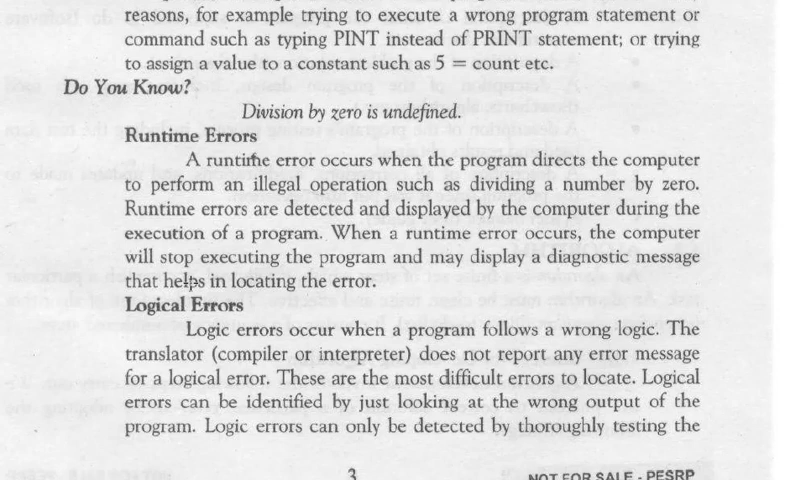 reasons, for example trying to execute a wrong program statement or
command such as typing PINT instead of PRINT statement; or trying
to assign a value to a constant such as 5 = count etc.
Do You Know?
Division by zero is undefined.
Runtime Errors
A runtime error occurs when the program directs the computer
to perform an illegal operation such as dividing a number by zero.
Runtime errors are detected and displayed by the computer during the
execution of a program. When a runtime error occurs, the computer
will stop executing the program and may display a diagnostic message
that helps in locating the error.
Logical Errors
Logic errors occur when a program follows a wrong logic. The
translator (compiler or interpreter) does not report any error message
for a logical error. These are the most difficult errors to locate. Logical
errors can be identified by just looking at the wrong output of the
program. Logic errors can only be detected by thoroughly testing the
3 NOT FOR SALE - PESRP